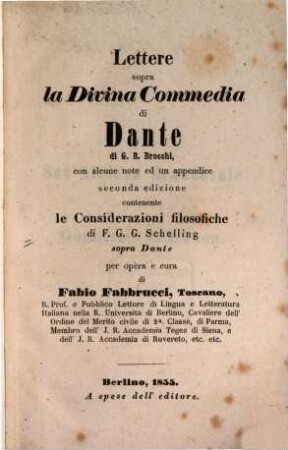 Lettere
sopra
la Divina Commedia
di
Dante
di G. B. Brocchi,
con alcune note ed un appendice
seconda edizione
contenente
le Considerazioni filosofiche
di F. G. G. Schelling
sopra Dante
per opèra e cura
di
Fabio Fabbrucci, Toscano,
R. Prof. e Pubblico Lettore di Lingua e Letteratura
Italiana nella R. Università di Berlino, Cavaliere dell'
Ordine del Merito civile di 2ª. Classe, di Parma,
Membro dell' J. R. Accademia Tegea di Siena, e
dell' J. R. Accademia di Rovereto, etc. etc.
Berlino, 1855.
A spese dell' editore.